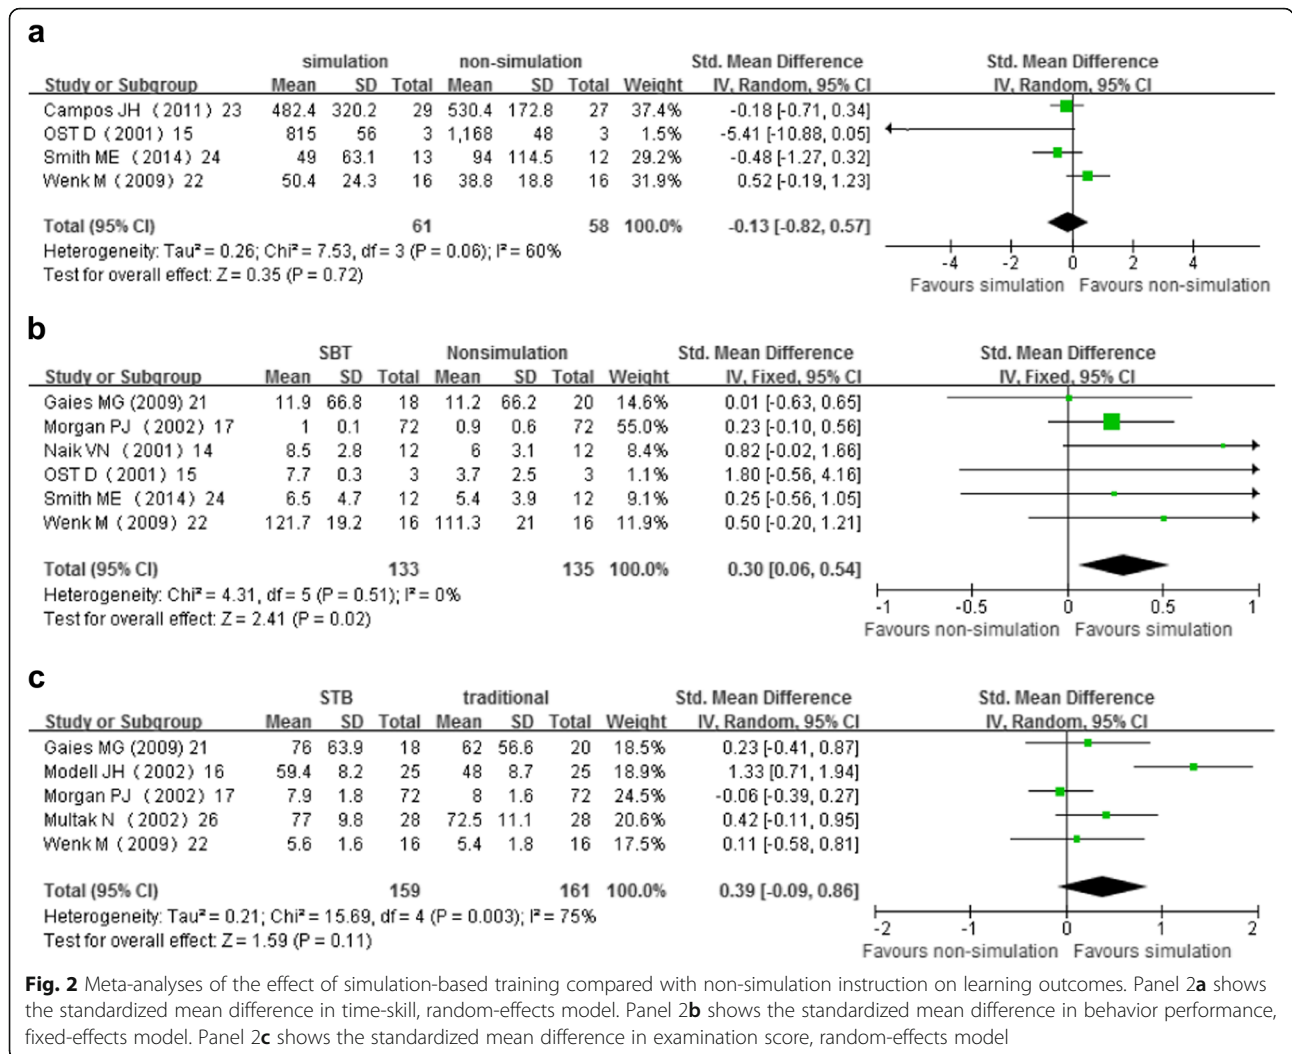 a
simulation non-simulation Std. Mean Difference Std. Mean Difference
Study or Subgroup Mean SD Total Mean SD Total Weight IV, Random, 95% CI IV, Random, 95% CI
Campos JH (2011) 23 482.4 320.2 29 530.4 172.8 27 37.4% -0.18 [-0.71, 0.34]
OST D (2001) 15 815 56 3 1,168 48 3 1.5% -5.41 [-10.88, 0.05]
Smith ME (2014) 24 49 63.1 13 94 114.5 12 29.2% -0.48 [-1.27, 0.32]
Wenk M (2009) 22 50.4 24.3 16 38.8 18.8 16 31.9% 0.52 [-0.19, 1.23]
Total (95% CI) 61 58 100.0% -0.13 [-0.82, 0.57]
Heterogeneity: Tau² = 0.26; Chi² = 7.53, df = 3 (P = 0.06); I² = 60%
Test for overall effect: Z = 0.35 (P = 0.72)
-4 -2 0 2 4
Favours simulation Favours non-simulation
b
SBT Nonsimulation Std. Mean Difference Std. Mean Difference
Study or Subgroup Mean SD Total Mean SD Total Weight IV, Fixed, 95% CI IV, Fixed, 95% CI
Gaies MG (2009) 21 11.9 66.8 18 11.2 66.2 20 14.6% 0.01 [-0.63, 0.65]
Morgan PJ (2002) 17 1 0.1 72 0.9 0.6 72 55.0% 0.23 [-0.10, 0.56]
Naik VN (2001) 14 8.5 2.8 12 6 3.1 12 8.4% 0.82 [-0.02, 1.66]
OST D (2001) 15 7.7 0.3 3 3.7 2.5 3 1.1% 1.80 [-0.56, 4.16]
Smith ME (2014) 24 6.5 4.7 12 5.4 3.9 12 9.1% 0.25 [-0.56, 1.05]
Wenk M (2009) 22 121.7 19.2 16 111.3 21 16 11.9% 0.50 [-0.20, 1.21]
Total (95% CI) 133 135 100.0% 0.30 [0.06, 0.54]
Heterogeneity: Chi² = 4.31, df = 5 (P = 0.51); I² = 0%
Test for overall effect: Z = 2.41 (P = 0.02)
-1 -0.5 0 0.5 1
Favours non-simulation Favours simulation
c
STB traditional Std. Mean Difference Std. Mean Difference
Study or Subgroup Mean SD Total Mean SD Total Weight IV, Random, 95% CI IV, Random, 95% CI
Gaies MG (2009) 21 76 63.9 18 62 56.6 20 18.5% 0.23 [-0.41, 0.87]
Modell JH (2002) 16 59.4 8.2 25 48 8.7 25 18.9% 1.33 [0.71, 1.94]
Morgan PJ (2002) 17 7.9 1.8 72 8 1.6 72 24.5% -0.06 [-0.39, 0.27]
Multak N (2002) 26 77 9.8 28 72.5 11.1 28 20.6% 0.42 [-0.11, 0.95]
Wenk M (2009) 22 5.6 1.6 16 5.4 1.8 16 17.5% 0.11 [-0.58, 0.81]
Total (95% CI) 159 161 100.0% 0.39 [-0.09, 0.86]
Heterogeneity: Tau² = 0.21; Chi² = 15.69, df = 4 (P = 0.003); I² = 75%
Test for overall effect: Z = 1.59 (P = 0.11)
-2 -1 0 1 2
Favours non-simulation Favours simulation
Fig. 2 Meta-analyses of the effect of simulation-based training compared with non-simulation instruction on learning outcomes. Panel 2a shows
the standardized mean difference in time-skill, random-effects model. Panel 2b shows the standardized mean difference in behavior performance,
fixed-effects model. Panel 2c shows the standardized mean difference in examination score, random-effects model